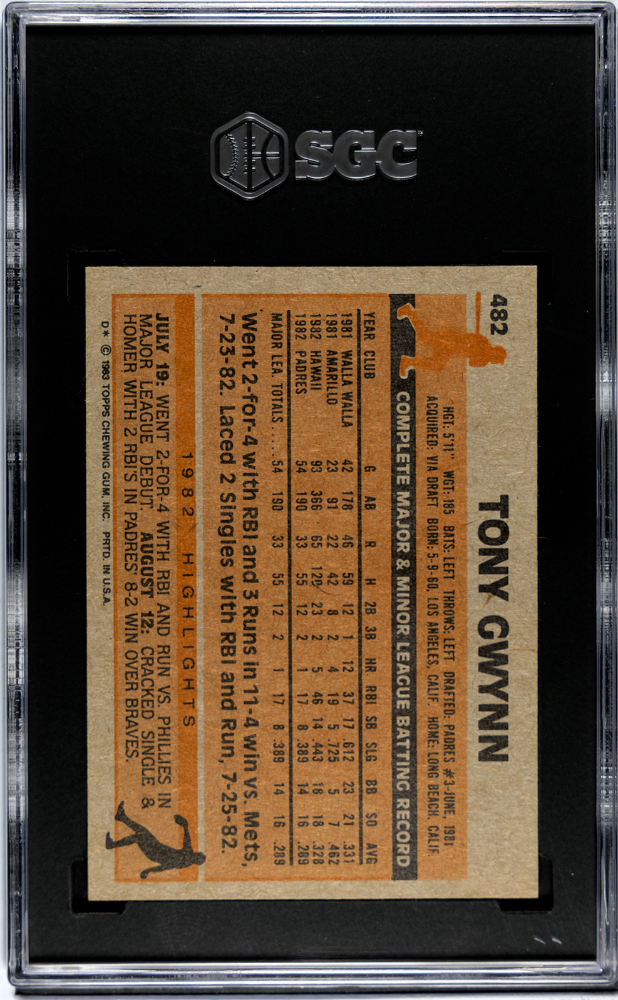 SGC
482
TONY GWYNN
HGT: 5'11" WGT: 185 BATS: LEFT THROWS: LEFT DRAFTED: PADRES #3-JUNE, 1981
ACQUIRED: VIA DRAFT BORN: 5-9-60, LOS ANGELES, CALIF. HOME: LONG BEACH, CALIF.
COMPLETE MAJOR & MINOR LEAGUE BATTING RECORD
YEAR CLUB G AB R H 2B 3B HR RBI SB SLG BB SO AVG
1981 WALLA WALLA 42 178 46 59 12 1 12 37 17 .612 23 21 .331
1981 AMARILLO 23 91 22 42 8 2 4 19 5 .725 5 7 .462
1982 HAWAII 93 366 65 120 23 2 5 46 14 .443 18 18 .328
1982 PADRES 54 190 33 55 12 2 1 17 8 .389 14 16 .289
MAJOR LEA. TOTALS ..... 54 190 33 55 12 2 1 17 8 .389 14 16 .289
Went 2-for-4 with RBI and 3 Runs in 11-4 win vs. Mets,
7-23-82. Laced 2 Singles with RBI and Run, 7-25-82.
1982 HIGHLIGHTS
JULY 19: WENT 2-FOR-4 WITH RBI AND RUN VS. PHILLIES IN
MAJOR LEAGUE DEBUT. AUGUST 12: CRACKED SINGLE &
HOMER WITH 2 RBI'S IN PADRES' 8-2 WIN OVER BRAVES.
D* © 1983 TOPPS CHEWING GUM, INC. PRTD. IN U.S.A.